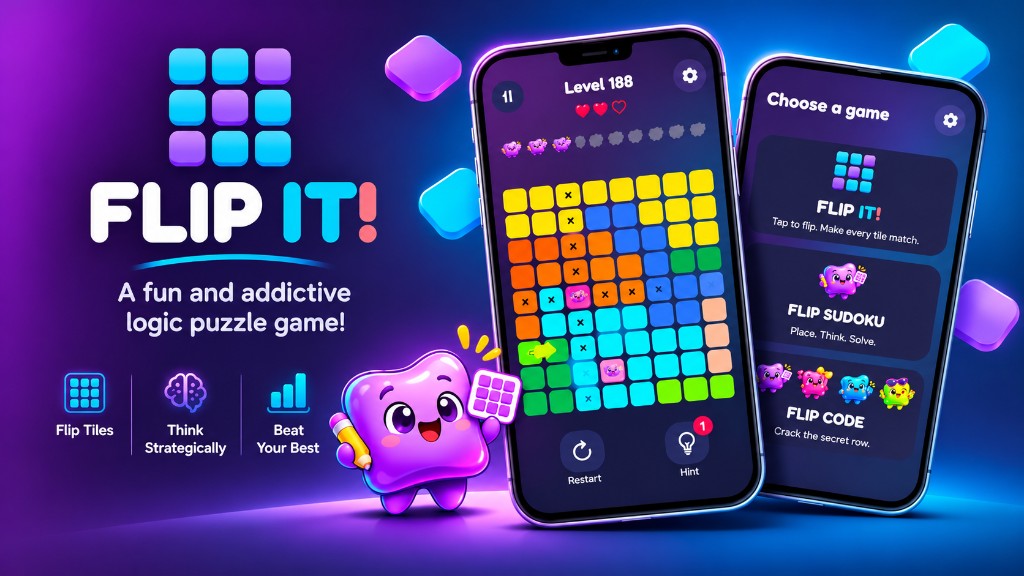 FLIP IT!
A fun and addictive
logic puzzle game!
Flip Tiles
Think
Strategically
Beat
Your Best
Level 188
Restart
1
Hint
Choose a game
FLIP IT!
Tap to flip. Make every tile match.
FLIP SUDOKU
Place. Think. Solve.
FLIP CODE
Crack the secret row.